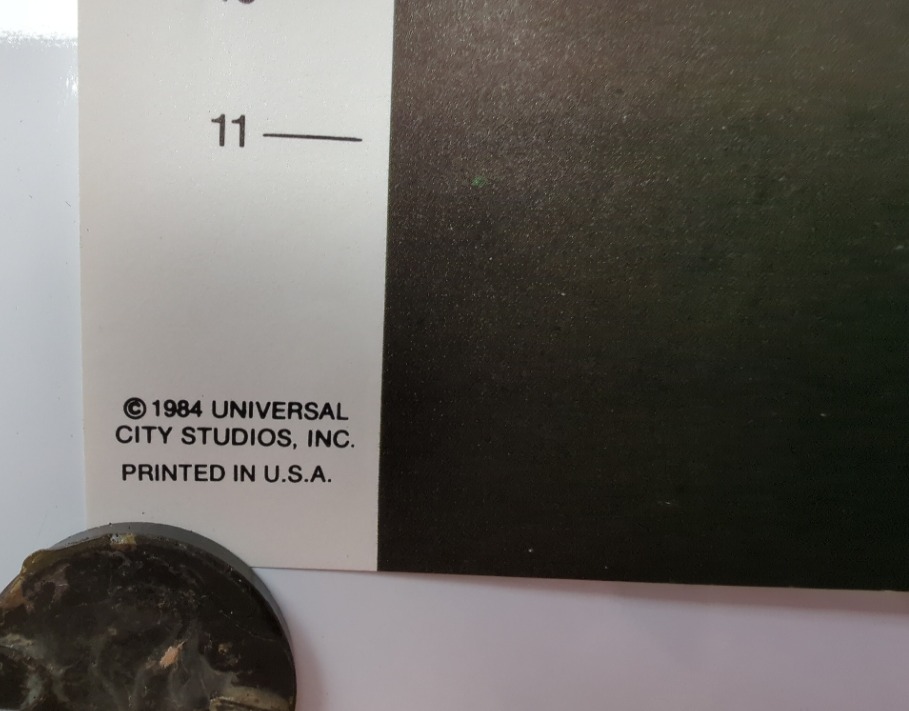 11
© 1984 UNIVERSAL
CITY STUDIOS, INC.
PRINTED IN U.S.A.